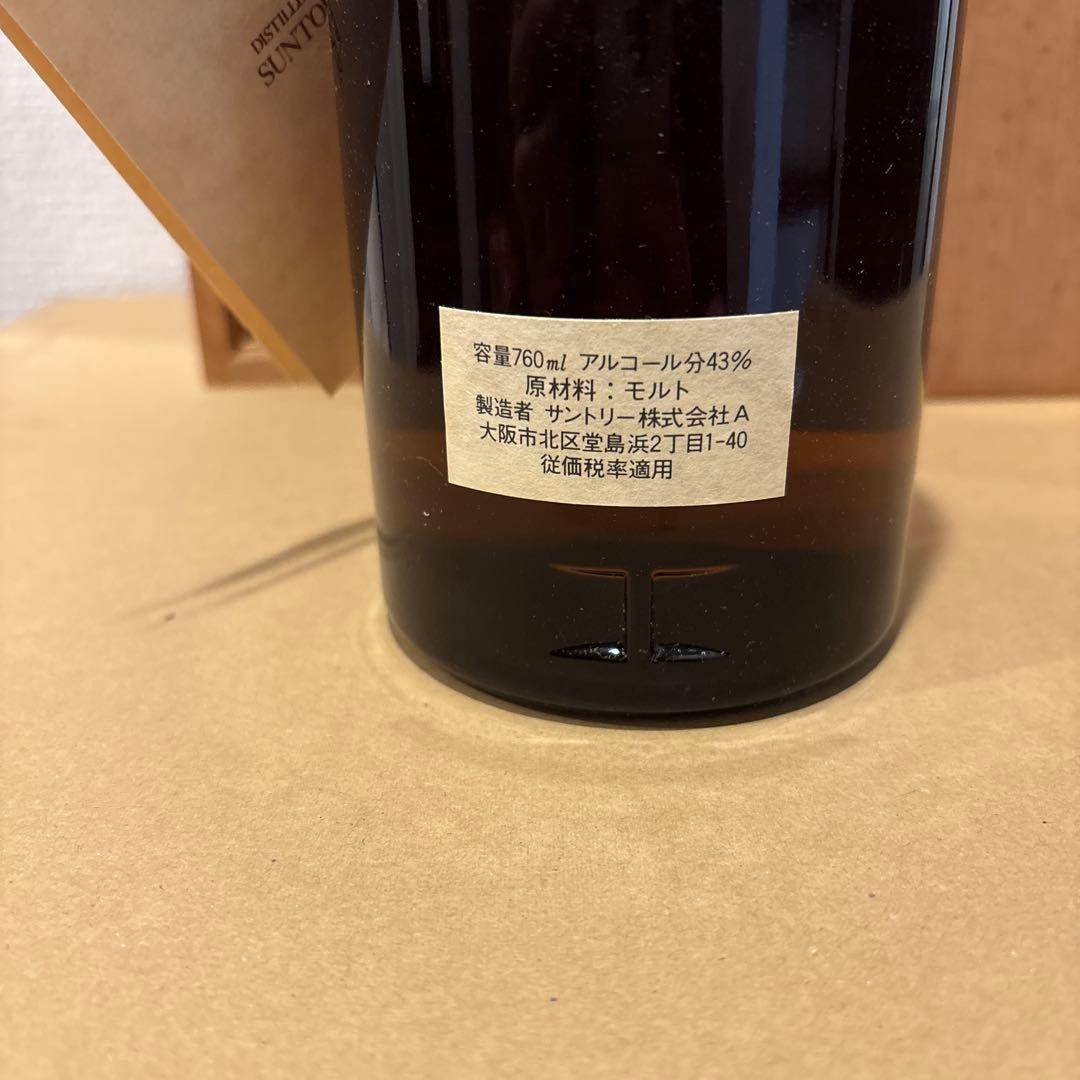 DISTILLE
SUNTO
容量760ml アルコール分43%
原材料：モルト
製造者 サントリー株式会社A
大阪市北区堂島浜2丁目1-40
従価税率適用